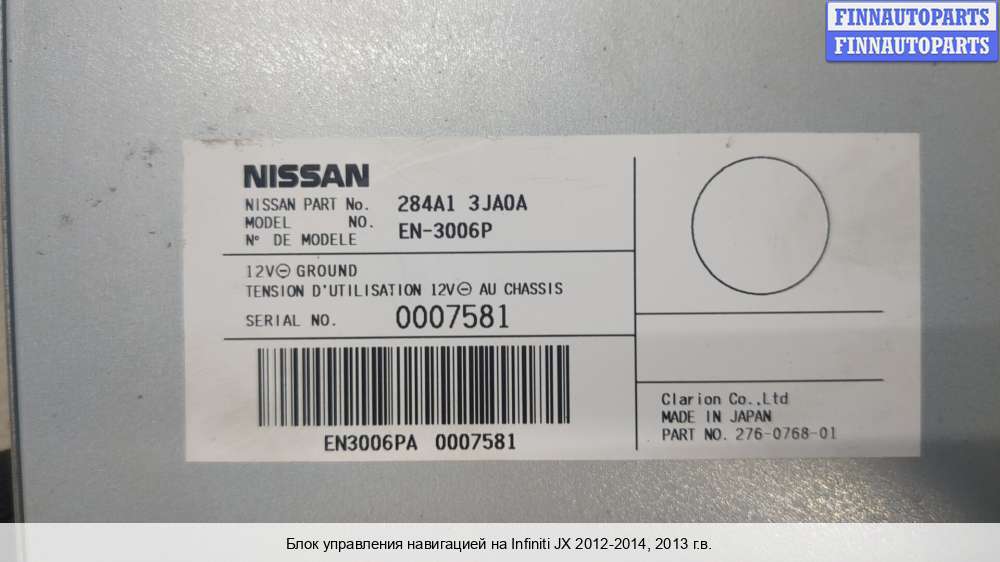 FINNAUTOPARTS
FINNAUTOPARTS
NISSAN
NISSAN PART No. 284A1 3JA0A
MODEL NO. EN-3006P
N° DE MODELE
12V⊖ GROUND
TENSION D'UTILISATION 12V⊖ AU CHASSIS
SERIAL NO. 0007581
EN3006PA 0007581
Clarion Co.,Ltd
MADE IN JAPAN
PART NO. 276-0768-01
Блок управления навигацией на Infiniti JX 2012-2014, 2013 г.в.